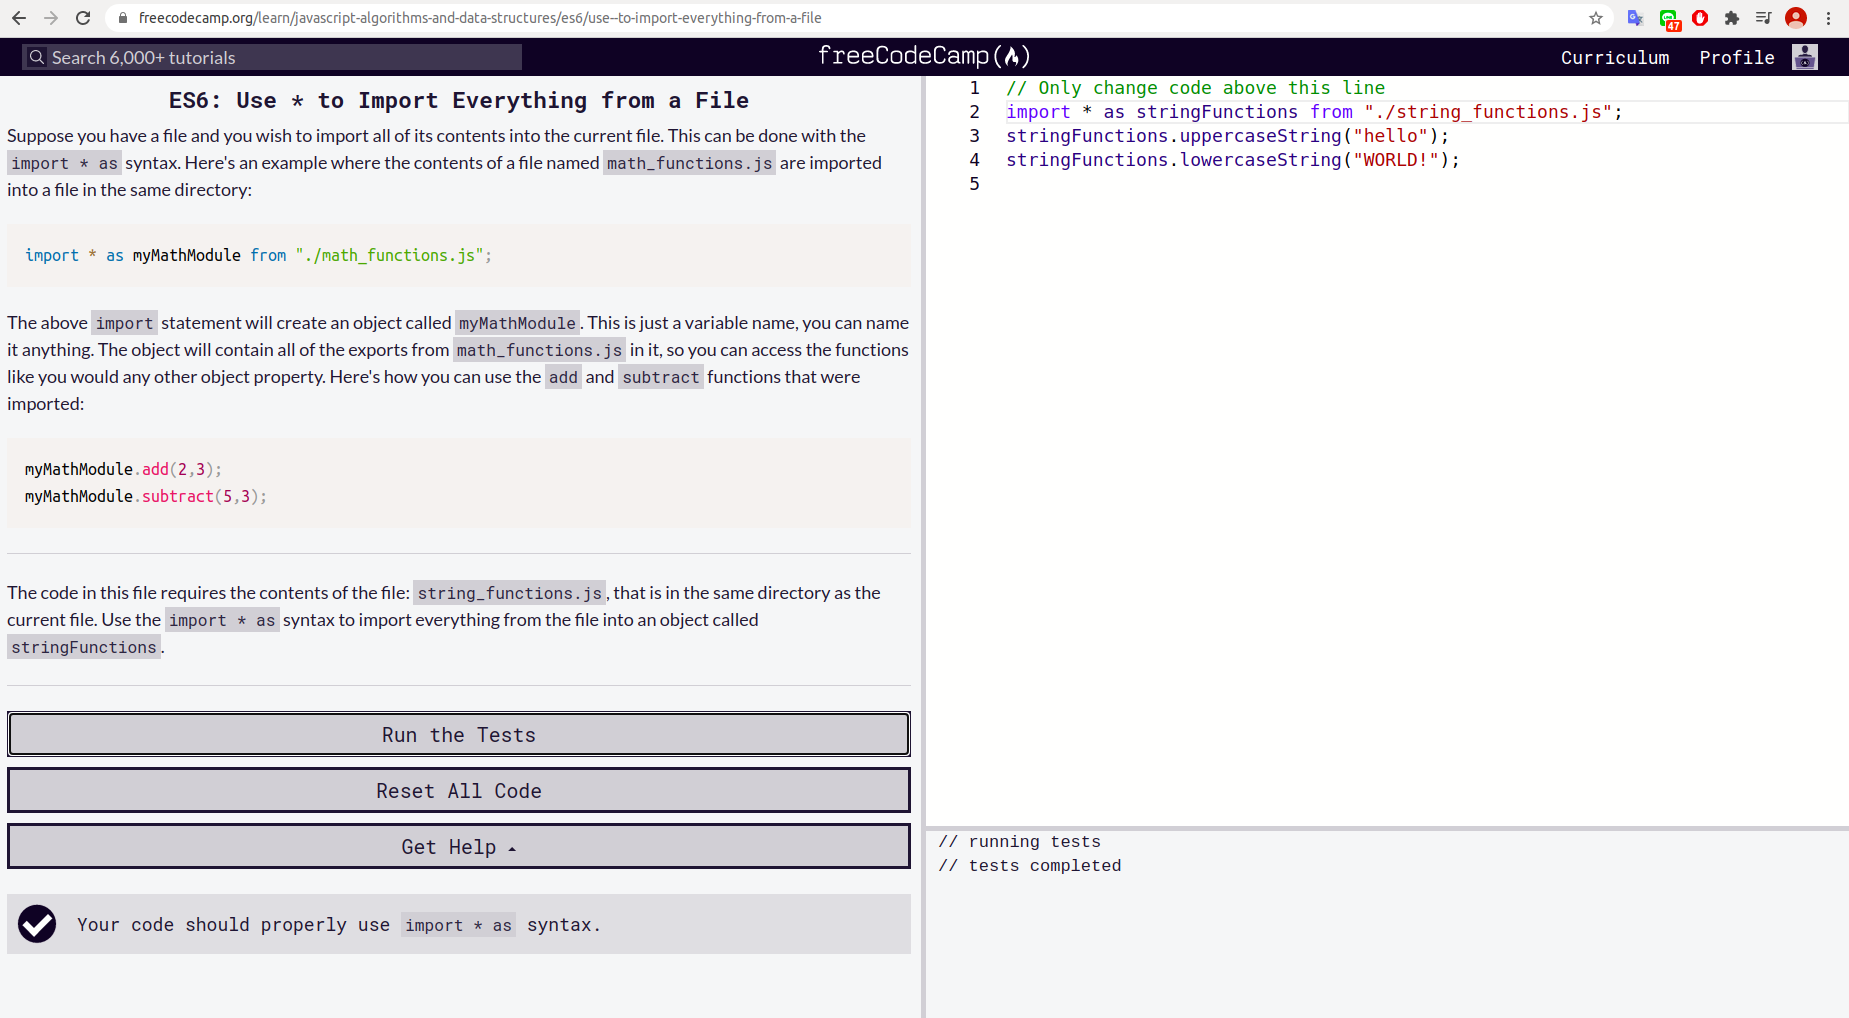 freecodecamp.org/learn/javascript-algorithms-and-data-structures/es6/use--to-import-everything-from-a-file
47
Search 6,000+ tutorials
freeCodeCamp
Curriculum
Profile
ES6: Use * to Import Everything from a File
Suppose you have a file and you wish to import all of its contents into the current file. This can be done with the
import * as syntax. Here's an example where the contents of a file named math_functions.js are imported
into a file in the same directory:
import * as myMathModule from "./math_functions.js";
The above import statement will create an object called myMathModule. This is just a variable name, you can name
it anything. The object will contain all of the exports from math_functions.js in it, so you can access the functions
like you would any other object property. Here's how you can use the add and subtract functions that were
imported:
myMathModule.add(2,3);
myMathModule.subtract(5,3);
The code in this file requires the contents of the file: string_functions.js, that is in the same directory as the
current file. Use the import * as syntax to import everything from the file into an object called
stringFunctions.
Run the Tests
Reset All Code
Get Help
Your code should properly use import * as syntax.
1 // Only change code above this line
2 import * as stringFunctions from "./string_functions.js";
3 stringFunctions.uppercaseString("hello");
4 stringFunctions.lowercaseString("WORLD!");
5
// running tests
// tests completed